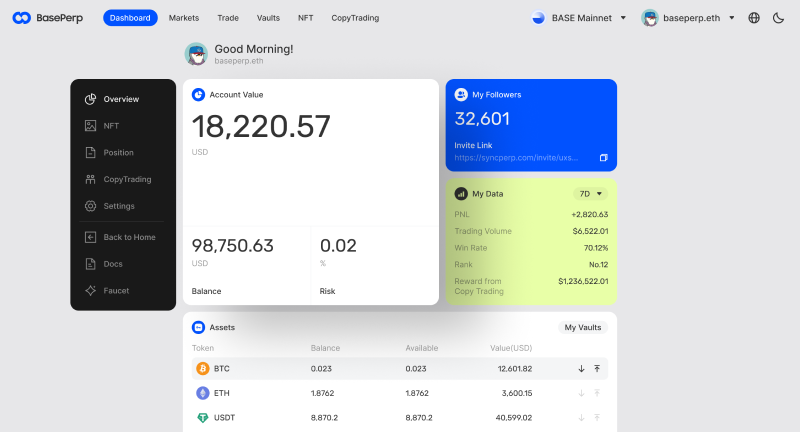 BasePerp
Dashboard
Markets
Trade
Vaults
NFT
CopyTrading
BASE Mainnet
baseperp.eth
Good Morning!
baseperp.eth
Overview
NFT
Position
CopyTrading
Settings
Back to Home
Docs
Faucet
Account Value
18,220.57
USD
98,750.63
USD
Balance
0.02
%
Risk
My Followers
32,601
Invite Link
https://syncperp.com/invite/uxs...
My Data
7D
PNL +2,820.63
Trading Volume $6,522.01
Win Rate 70.12%
Rank No.12
Reward from $1,236,522.01
Copy Trading
Assets
My Vaults
Token Balance Available Value(USD)
BTC 0.023 0.023 12,601.82
ETH 1.8762 1.8762 3,600.15
USDT 8,870.2 8,870.2 40,599.02